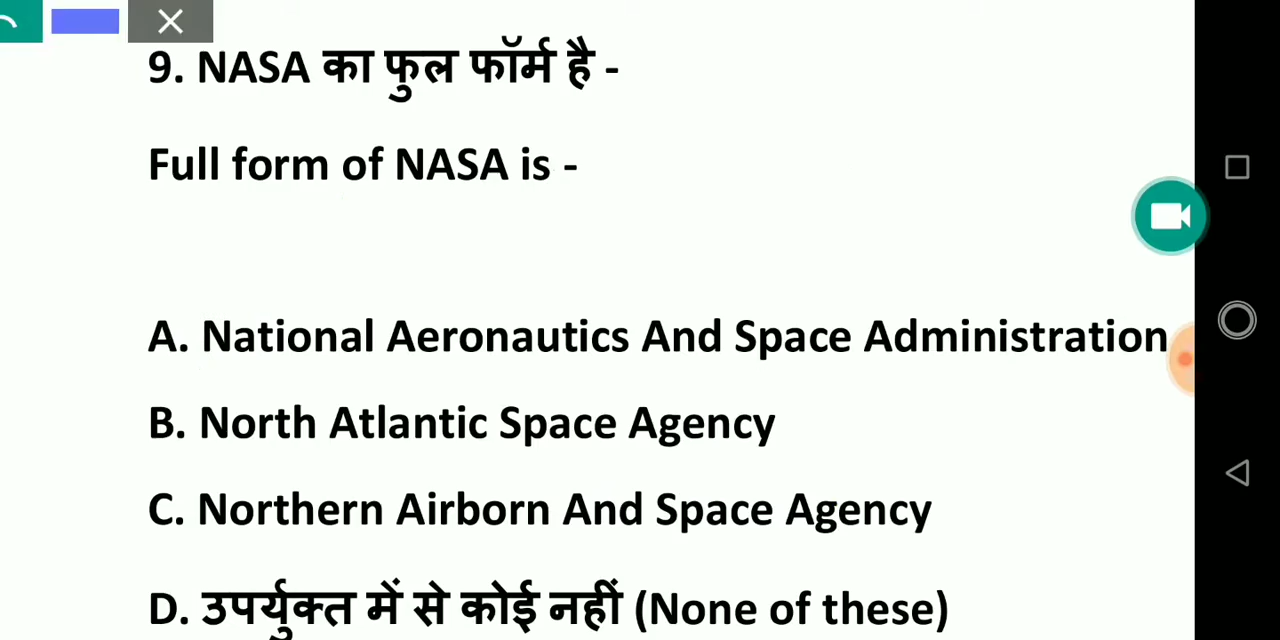 9. NASA का फुल फॉर्म है -
Full form of NASA is -
A. National Aeronautics And Space Administration
B. North Atlantic Space Agency
C. Northern Airborn And Space Agency
D. उपर्युक्त में से कोई नहीं (None of these)